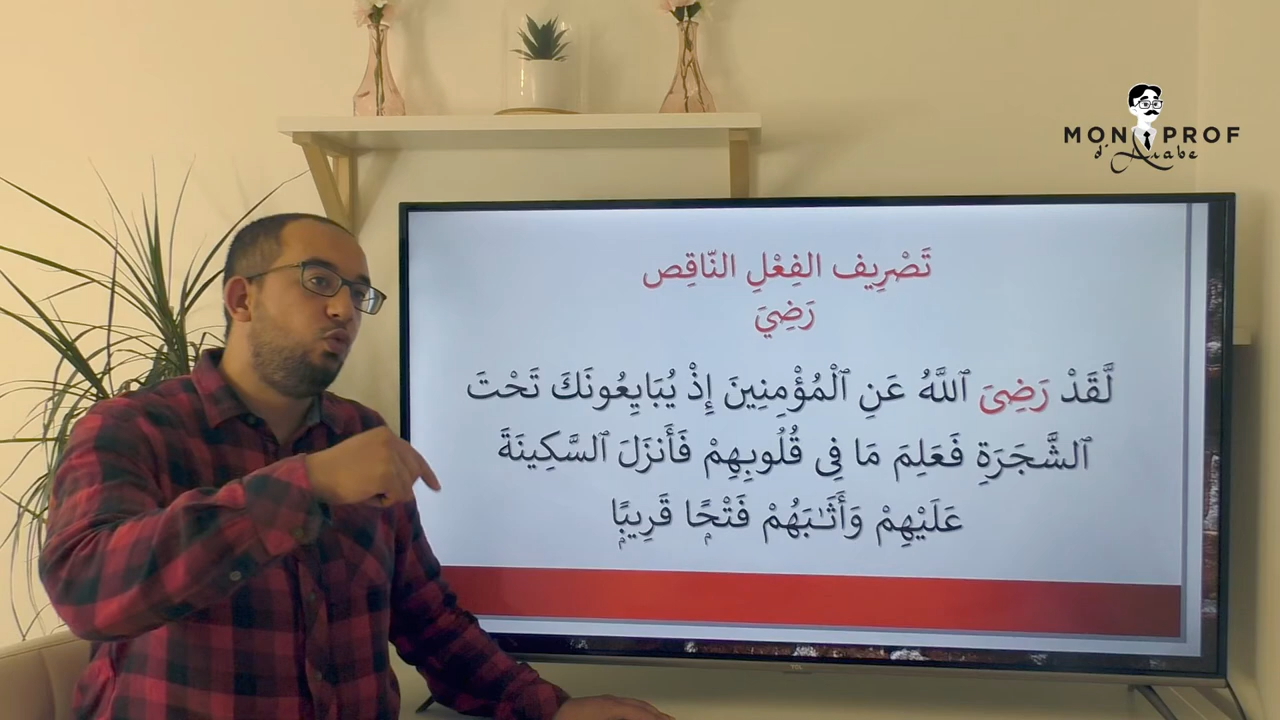 MON PROF
d'Arabe
تَصْرِيف الفِعْلِ النّاقِص
رَضِيَ
لَّقَدْ رَضِىَ ٱللَّهُ عَنِ ٱلْمُؤْمِنِينَ إِذْ يُبَايِعُونَكَ تَحْتَ
ٱلشَّجَرَةِ فَعَلِمَ مَا فِى قُلُوبِهِمْ فَأَنزَلَ ٱلسَّكِينَةَ
عَلَيْهِمْ وَأَثَـٰبَهُمْ فَتْحًۭا قَرِيبًۭا